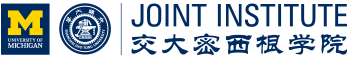 M
UNIVERSITY OF
MICHIGAN
JOINT INSTITUTE
交大密西根学院